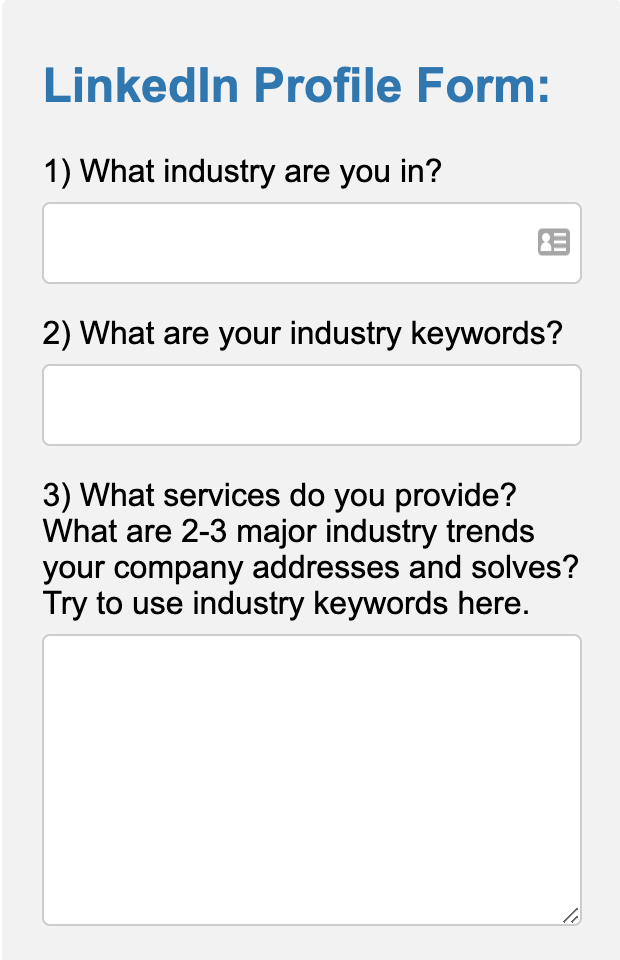 LinkedIn Profile Form:
1) What industry are you in?
2) What are your industry keywords?
3) What services do you provide?
What are 2-3 major industry trends
your company addresses and solves?
Try to use industry keywords here.